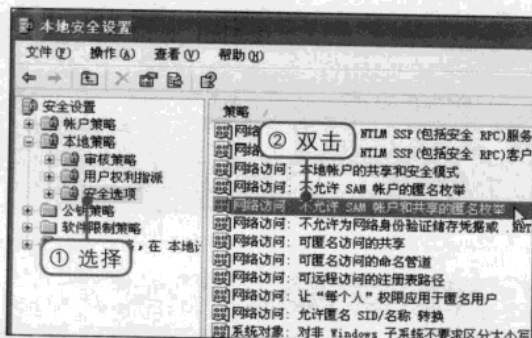 本地安全设置
文件(F) 操作(A) 查看(V) 帮助(H)
安全设置
帐户策略
本地策略
审核策略
用户权利指派
安全选项
公钥策略
软件限制策略
，在 本地计
① 选择
策略
网络 NTLM SSP(包括安全 RPC)服务
网络 NTLM SSP(包括安全 RPC)客户
② 双击
网络访问: 本地帐户的共享和安全模式
网络访问: 不允许 SAM 帐户的匿名枚举
网络访问: 不允许 SAM 帐户和共享的匿名枚举
网络访问: 不允许为网络身份验证储存凭据或
网络访问: 可匿名访问的共享
网络访问: 可匿名访问的命名管道
网络访问: 可远程访问的注册表路径
网络访问: 让“每个人”权限应用于匿名用户
网络访问: 允许匿名 SID/名称 转换
系统对象: 对非 Windows 子系统不要求区分大小写